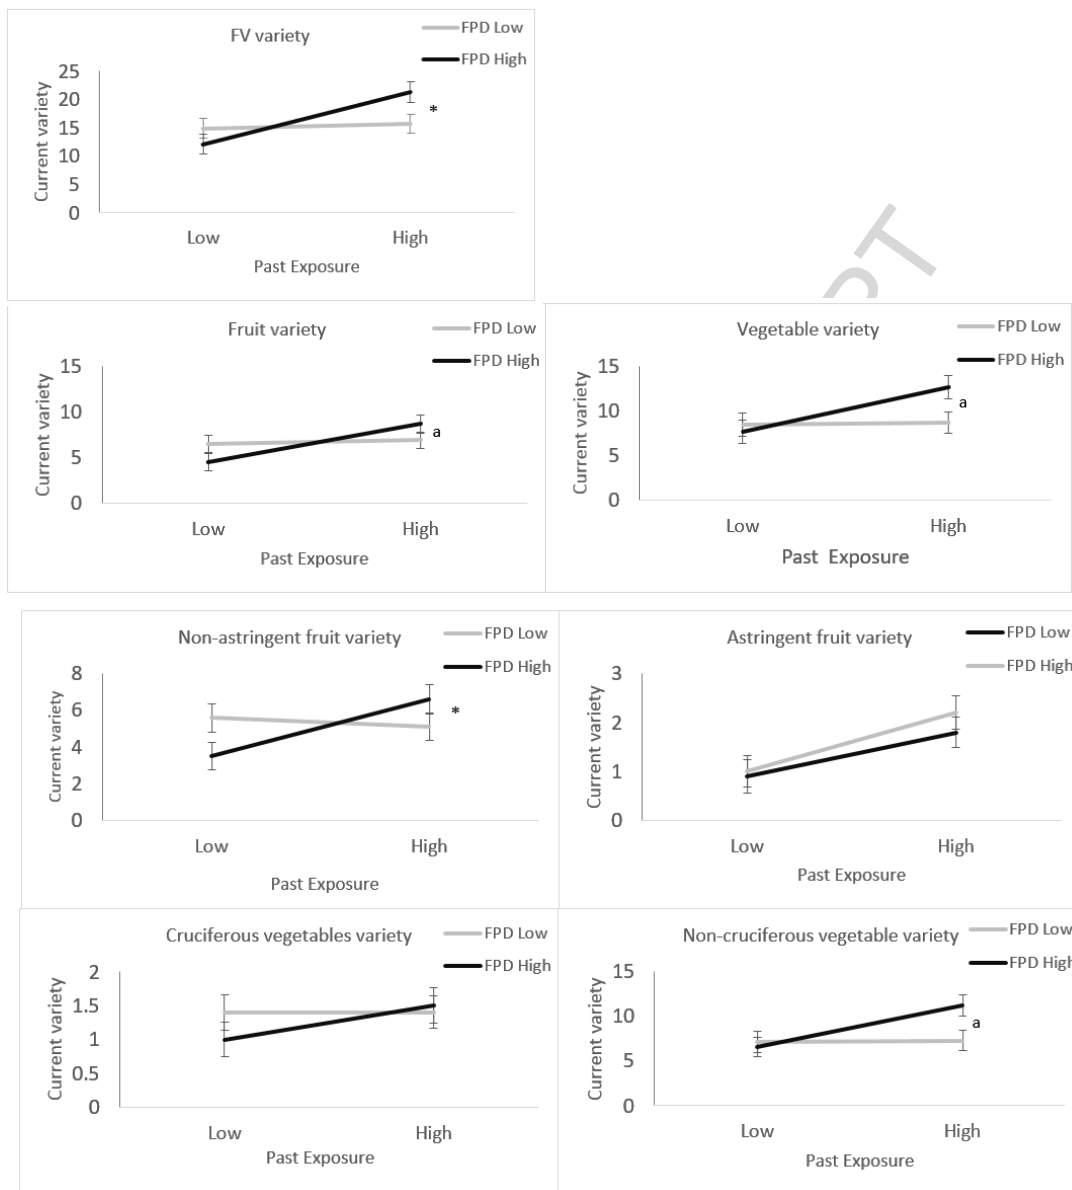 FV variety
FPD Low
FPD High
Current variety
25
20
15
10
5
0
*
Low High
Past Exposure
PT
Fruit variety
FPD Low
FPD High
Current variety
15
10
5
0
a
Low High
Past Exposure
Vegetable variety
FPD Low
FPD High
Current variety
15
10
5
0
a
Low High
Past Exposure
Non-astringent fruit variety
FPD Low
FPD High
Current variety
8
6
4
2
0
*
Low High
Past Exposure
Astringent fruit variety
FPD Low
FPD High
Current variety
3
2
1
0
Low High
Past Exposure
Cruciferous vegetables variety
FPD Low
FPD High
Current variety
2
1.5
1
0.5
0
Low High
Past Exposure
Non-cruciferous vegetable variety
FPD Low
FPD High
Current variety
15
10
5
0
a
Low High
Past Exposure